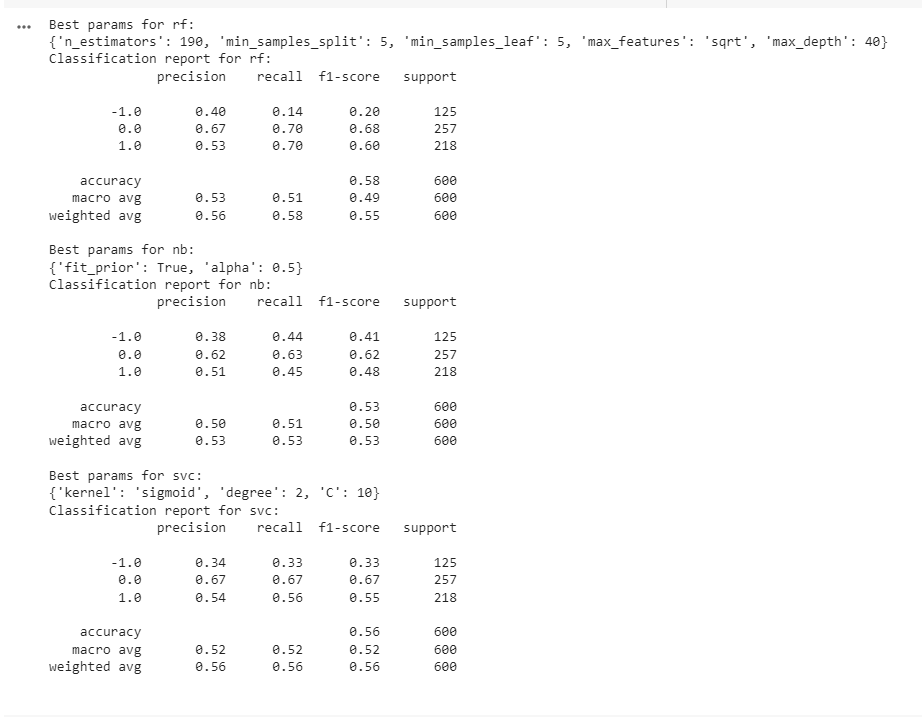 Best params for rf:
{'n_estimators': 190, 'min_samples_split': 5, 'min_samples_leaf': 5, 'max_features': 'sqrt', 'max_depth': 40}
Classification report for rf:
precision recall f1-score support
-1.0 0.40 0.14 0.20 125
0.0 0.67 0.70 0.68 257
1.0 0.53 0.70 0.60 218
accuracy 0.58 600
macro avg 0.53 0.51 0.49 600
weighted avg 0.56 0.58 0.55 600
Best params for nb:
{'fit_prior': True, 'alpha': 0.5}
Classification report for nb:
precision recall f1-score support
-1.0 0.38 0.44 0.41 125
0.0 0.62 0.63 0.62 257
1.0 0.51 0.45 0.48 218
accuracy 0.53 600
macro avg 0.50 0.51 0.50 600
weighted avg 0.53 0.53 0.53 600
Best params for svc:
{'kernel': 'sigmoid', 'degree': 2, 'C': 10}
Classification report for svc:
precision recall f1-score support
-1.0 0.34 0.33 0.33 125
0.0 0.67 0.67 0.67 257
1.0 0.54 0.56 0.55 218
accuracy 0.56 600
macro avg 0.52 0.52 0.52 600
weighted avg 0.56 0.56 0.56 600